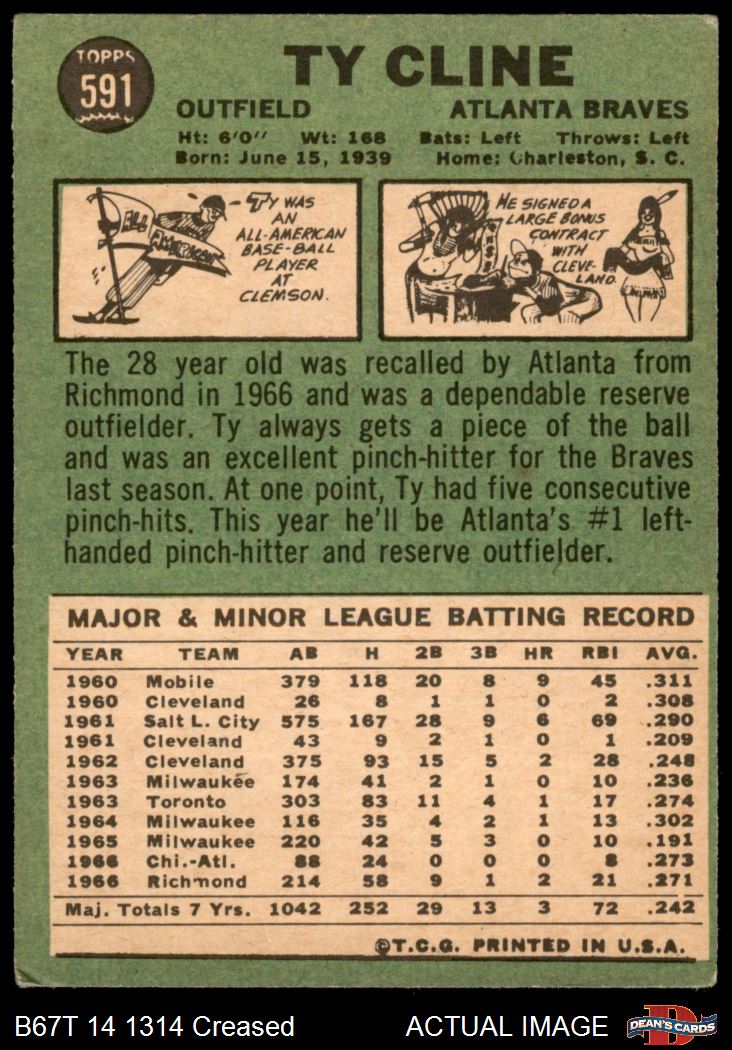 TOPPS
591
TY CLINE
OUTFIELD ATLANTA BRAVES
Ht: 6'0" Wt: 168 Bats: Left Throws: Left
Born: June 15, 1939 Home: Charleston, S. C.
ALL
AMERICAN
TY WAS
AN
ALL-AMERICAN
BASE-BALL
PLAYER
AT
CLEMSON.
HE SIGNED A
LARGE BONUS
CONTRACT
WITH
CLEVE-
LAND.
The 28 year old was recalled by Atlanta from
Richmond in 1966 and was a dependable reserve
outfielder. Ty always gets a piece of the ball
and was an excellent pinch-hitter for the Braves
last season. At one point, Ty had five consecutive
pinch-hits. This year he'll be Atlanta's #1 left-
handed pinch-hitter and reserve outfielder.
MAJOR & MINOR LEAGUE BATTING RECORD
YEAR TEAM AB H 2B 3B HR RBI AVG.
1960 Mobile 379 118 20 8 9 45 .311
1960 Cleveland 26 8 1 1 0 2 .308
1961 Salt L. City 575 167 28 9 6 69 .290
1961 Cleveland 43 9 2 1 0 1 .209
1962 Cleveland 375 93 15 5 2 28 .248
1963 Milwaukee 174 41 2 1 0 10 .236
1963 Toronto 303 83 11 4 1 17 .274
1964 Milwaukee 116 35 4 2 1 13 .302
1965 Milwaukee 220 42 5 3 0 10 .191
1966 Chi.-Atl. 88 24 0 0 0 8 .273
1966 Richmond 214 58 9 1 2 21 .271
Maj. Totals 7 Yrs. 1042 252 29 13 3 72 .242
©T.C.G. PRINTED IN U.S.A.
B67T 14 1314 Creased ACTUAL IMAGE
DEAN'S CARDS